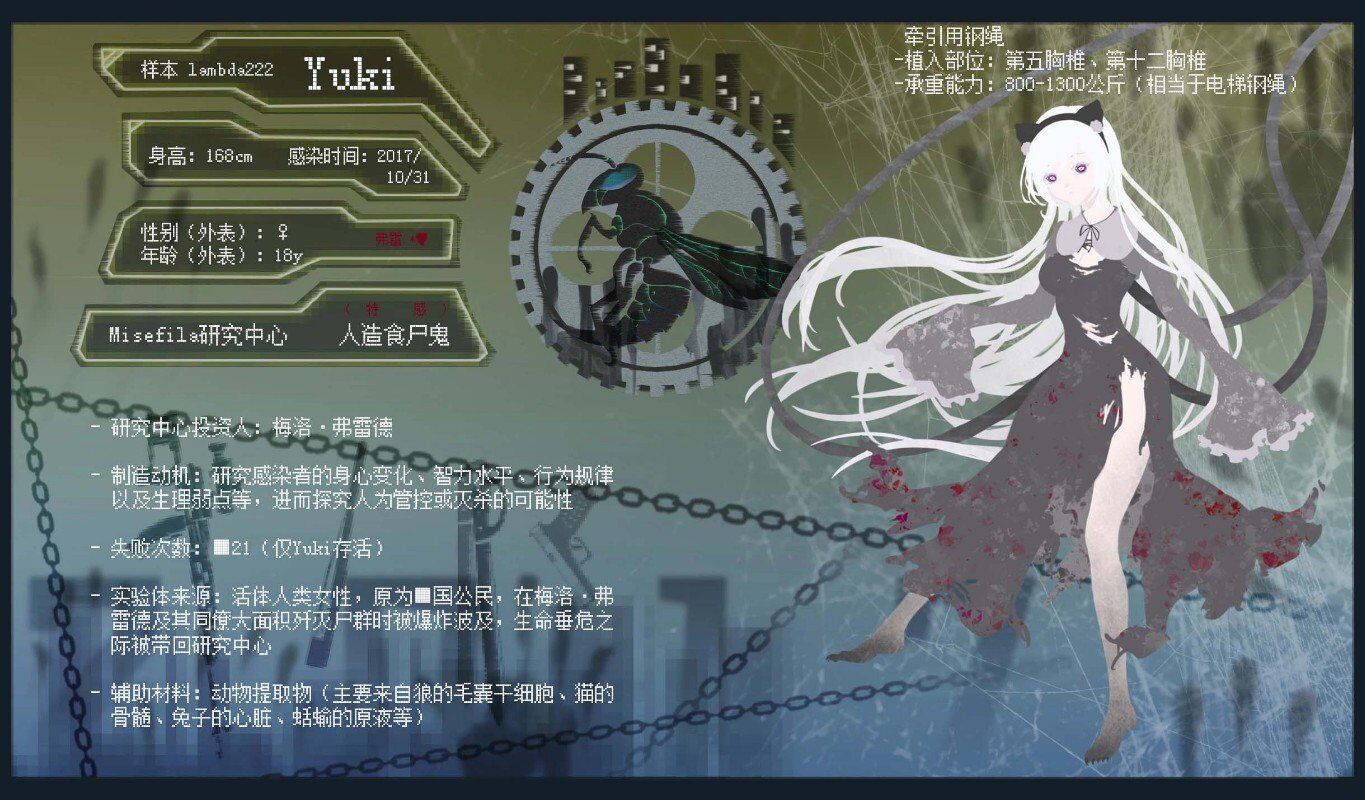 样本 lambda222 Yuki
身高：168cm 感染时间：2017/
10/31
性别（外表）：♀
弗雷 *♥
年龄（外表）：18y
（特 感）
Misefila研究中心 人造食尸鬼
牵引用钢绳
-植入部位：第五胸椎、第十二胸椎
-承重能力：800-1300公斤（相当于电梯钢绳）
- 研究中心投资人：梅洛·弗雷德
- 制造动机：研究感染者的身心变化、智力水平、行为规律
以及生理弱点等，进而探究人为管控或灭杀的可能性
- 失败次数：■21（仅Yuki存活）
- 实验体来源：活体人类女性，原为■国公民，在梅洛·弗
雷德及其同僚大面积歼灭尸群时被爆炸波及，生命垂危之
际被带回研究中心
- 辅助材料：动物提取物（主要来自狼的毛囊干细胞、猫的
骨髓、兔子的心脏、蛞蝓的原液等）